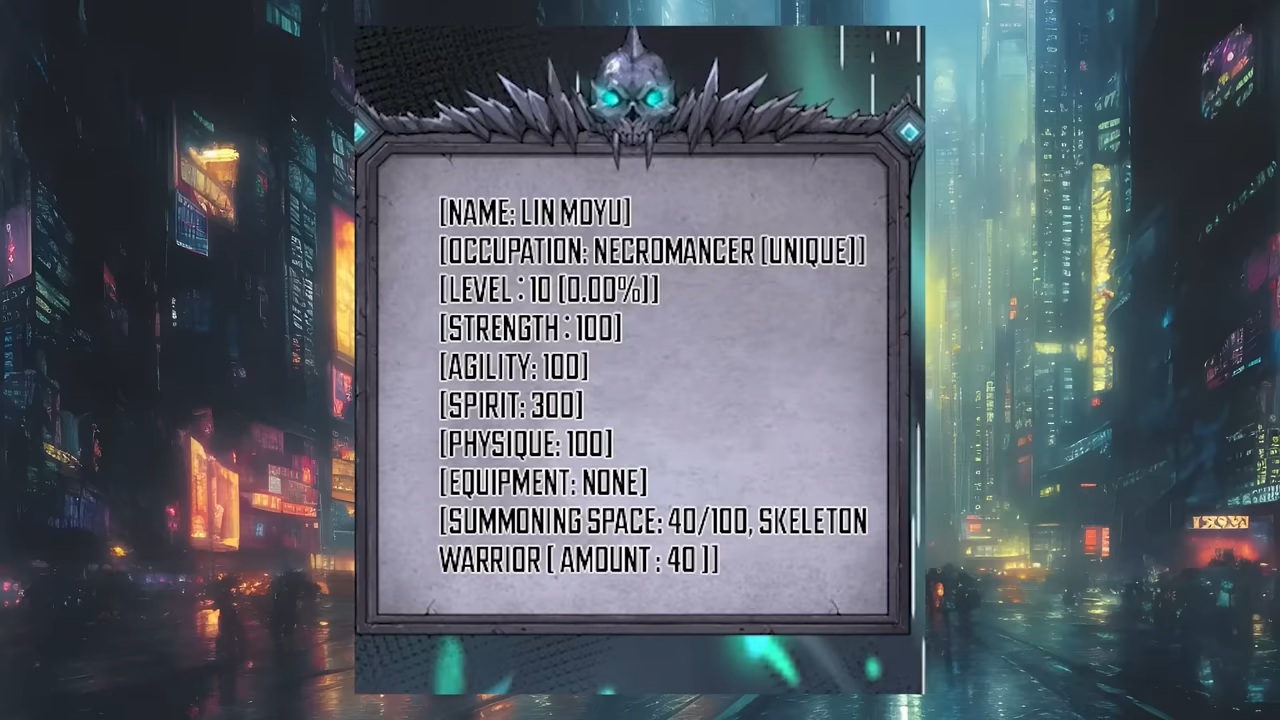 [NAME: LIN MOYU]
[OCCUPATION: NECROMANCER [UNIQUE]]
[LEVEL : 10 [0.00%]]
[STRENGTH : 100]
[AGILITY: 100]
[SPIRIT: 300]
[PHYSIQUE: 100]
[EQUIPMENT: NONE]
[SUMMONING SPACE: 40/100, SKELETON
WARRIOR [ AMOUNT : 40 ]]